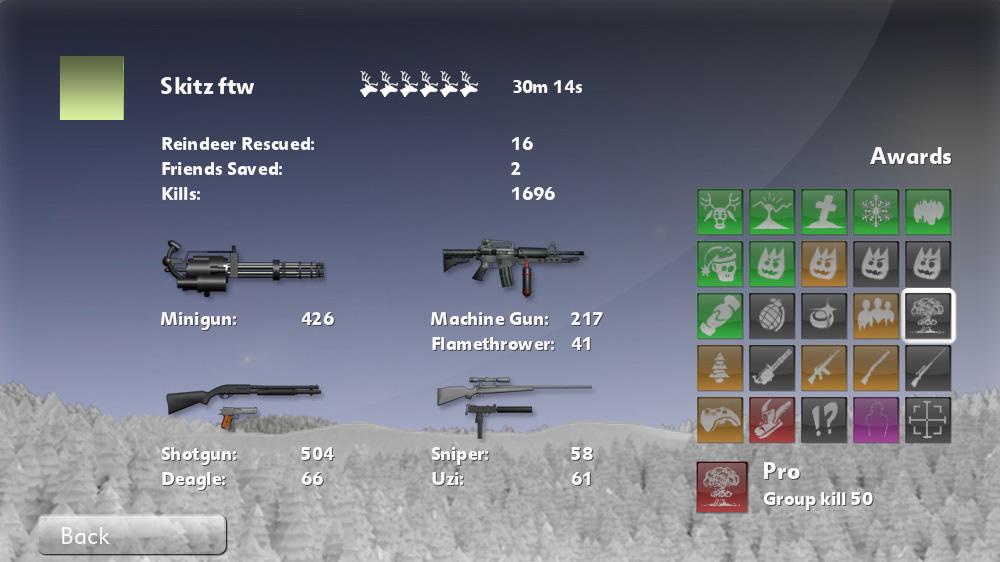 Skitz ftw 30m 14s
Reindeer Rescued: 16
Friends Saved: 2
Kills: 1696
Awards
Minigun: 426
Machine Gun: 217
Flamethrower: 41
!?
Shotgun: 504
Deagle: 66
Sniper: 58
Uzi: 61
Pro
Group kill 50
Back